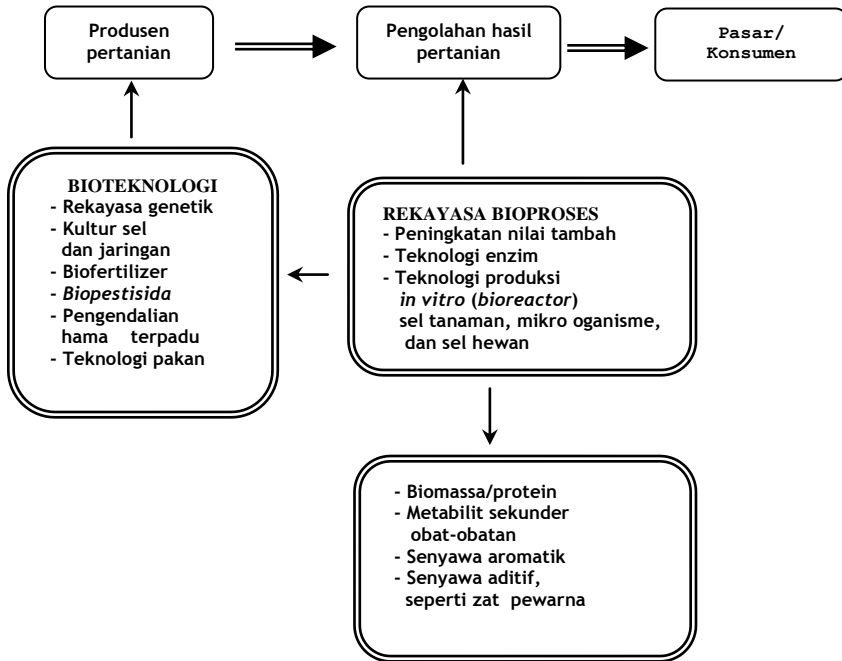 Produsen
pertanian
Pengolahan hasil
pertanian
Pasar/
Konsumen
BIOTEKNOLOGI
- Rekayasa genetik
- Kultur sel
dan jaringan
- Biofertilizer
- Biopestisida
- Pengendalian
hama terpadu
- Teknologi pakan
REKAYASA BIOPROSES
- Peningkatan nilai tambah
- Teknologi enzim
- Teknologi produksi
in vitro (bioreactor)
sel tanaman, mikro oganisme,
dan sel hewan
- Biomassa/protein
- Metabilit sekunder
obat-obatan
- Senyawa aromatik
- Senyawa aditif,
seperti zat pewarna